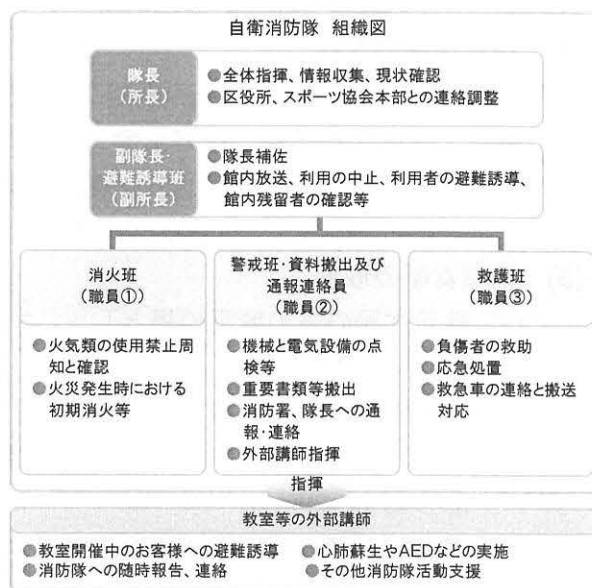 自衛消防隊 組織図
隊長
(所長)
●全体指揮、情報収集、現状確認
●区役所、スポーツ協会本部との連絡調整
副隊長・
避難誘導班
(副所長)
●隊長補佐
●館内放送、利用の中止、利用者の避難誘導、
館内残留者の確認等
消火班
(職員①)
●火気類の使用禁止周
知と確認
●火災発生時における
初期消火等
警戒班・資料搬出及び
通報連絡員
(職員②)
●機械と電気設備の点
検等
●重要書類等搬出
●消防署、隊長への通
報・連絡
●外部講師指揮
救護班
(職員③)
●負傷者の救助
●応急処置
●救急車の連絡と搬送
対応
指揮
教室等の外部講師
●教室開催中のお客様への避難誘導
●消防隊への随時報告、連絡
●心肺蘇生やAEDなどの実施
●その他消防隊活動支援